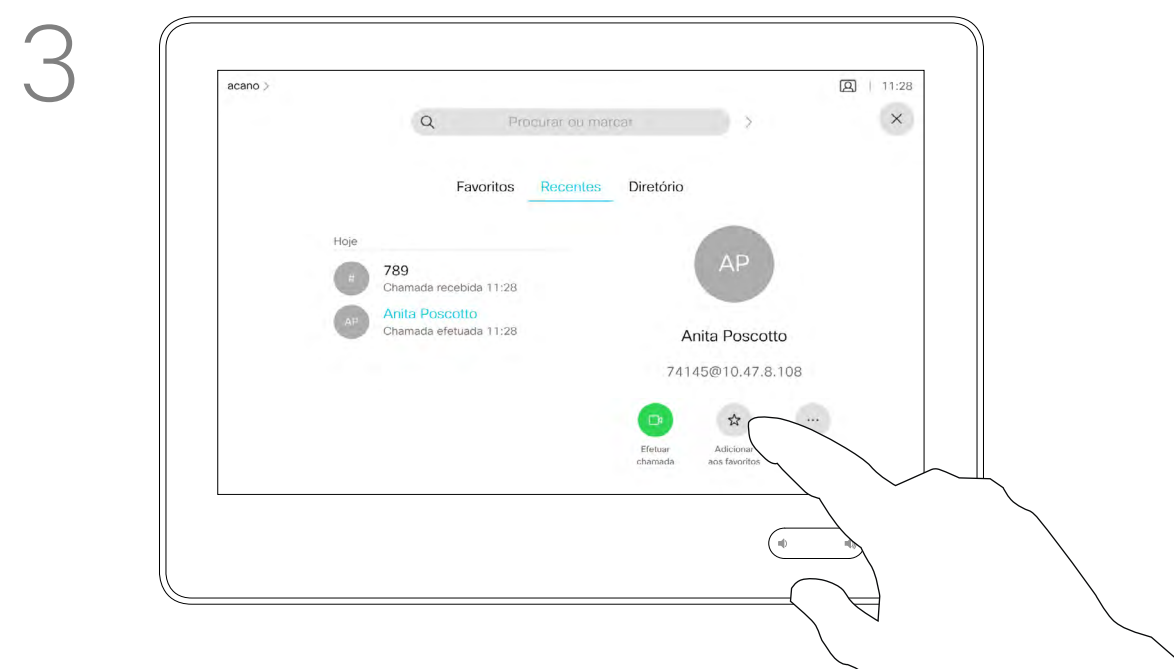 3
acano >
11:28
Procurar ou marcar
Favoritos Recentes Diretório
Hoje
#
789
Chamada recebida 11:28
AP
Anita Poscotto
Chamada efetuada 11:28
AP
Anita Poscotto
74145@10.47.8.108
Efetuar
chamada
Adicionar
aos favoritos